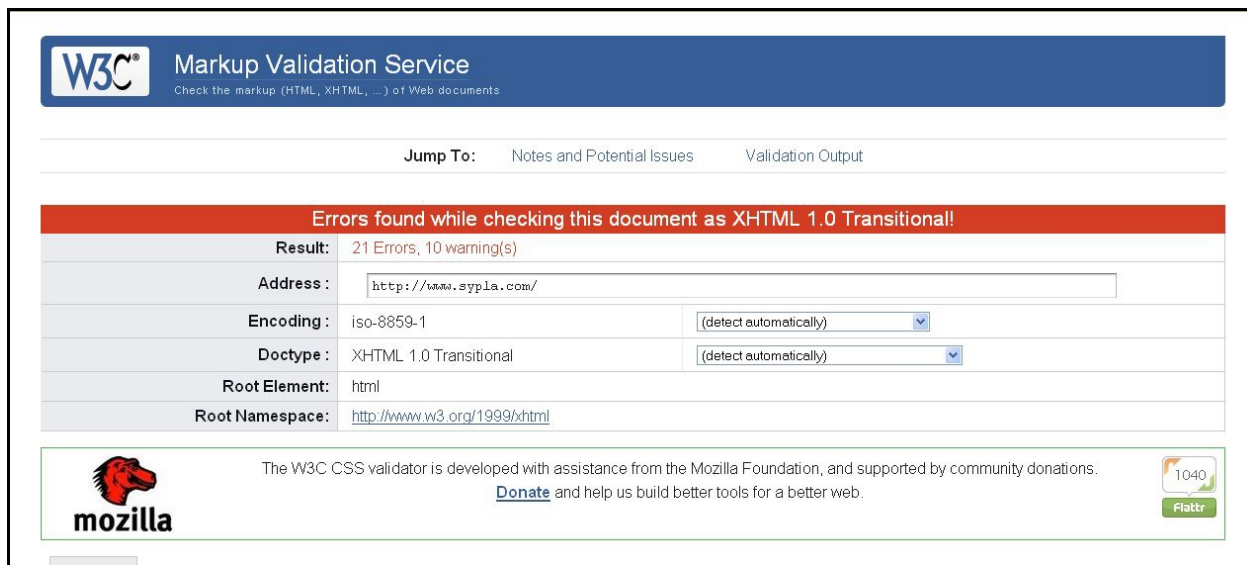 W3C® Markup Validation Service
Check the markup (HTML, XHTML, ...) of Web documents
Jump To: Notes and Potential Issues Validation Output
Errors found while checking this document as XHTML 1.0 Transitional!
Result: 21 Errors, 10 warning(s)
Address : http://www.sypla.com/
Encoding : iso-8859-1 (detect automatically)
Doctype : XHTML 1.0 Transitional (detect automatically)
Root Element: html
Root Namespace: http://www.w3.org/1999/xhtml
The W3C CSS validator is developed with assistance from the Mozilla Foundation, and supported by community donations.
Donate and help us build better tools for a better web.
mozilla
1040
Flattr